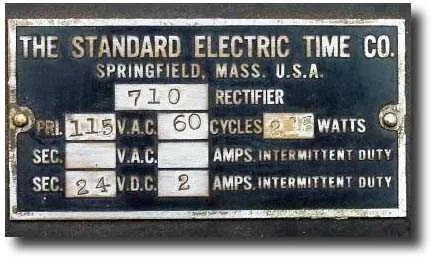 THE STANDARD ELECTRIC TIME CO.
SPRINGFIELD, MASS. U.S.A.
710 RECTIFIER
PRI. 115 V.A.C. 60 CYCLES WATTS
SEC. V.A.C. AMPS. INTERMITTENT DUTY
SEC. 24 V.D.C. 2 AMPS. INTERMITTENT DUTY